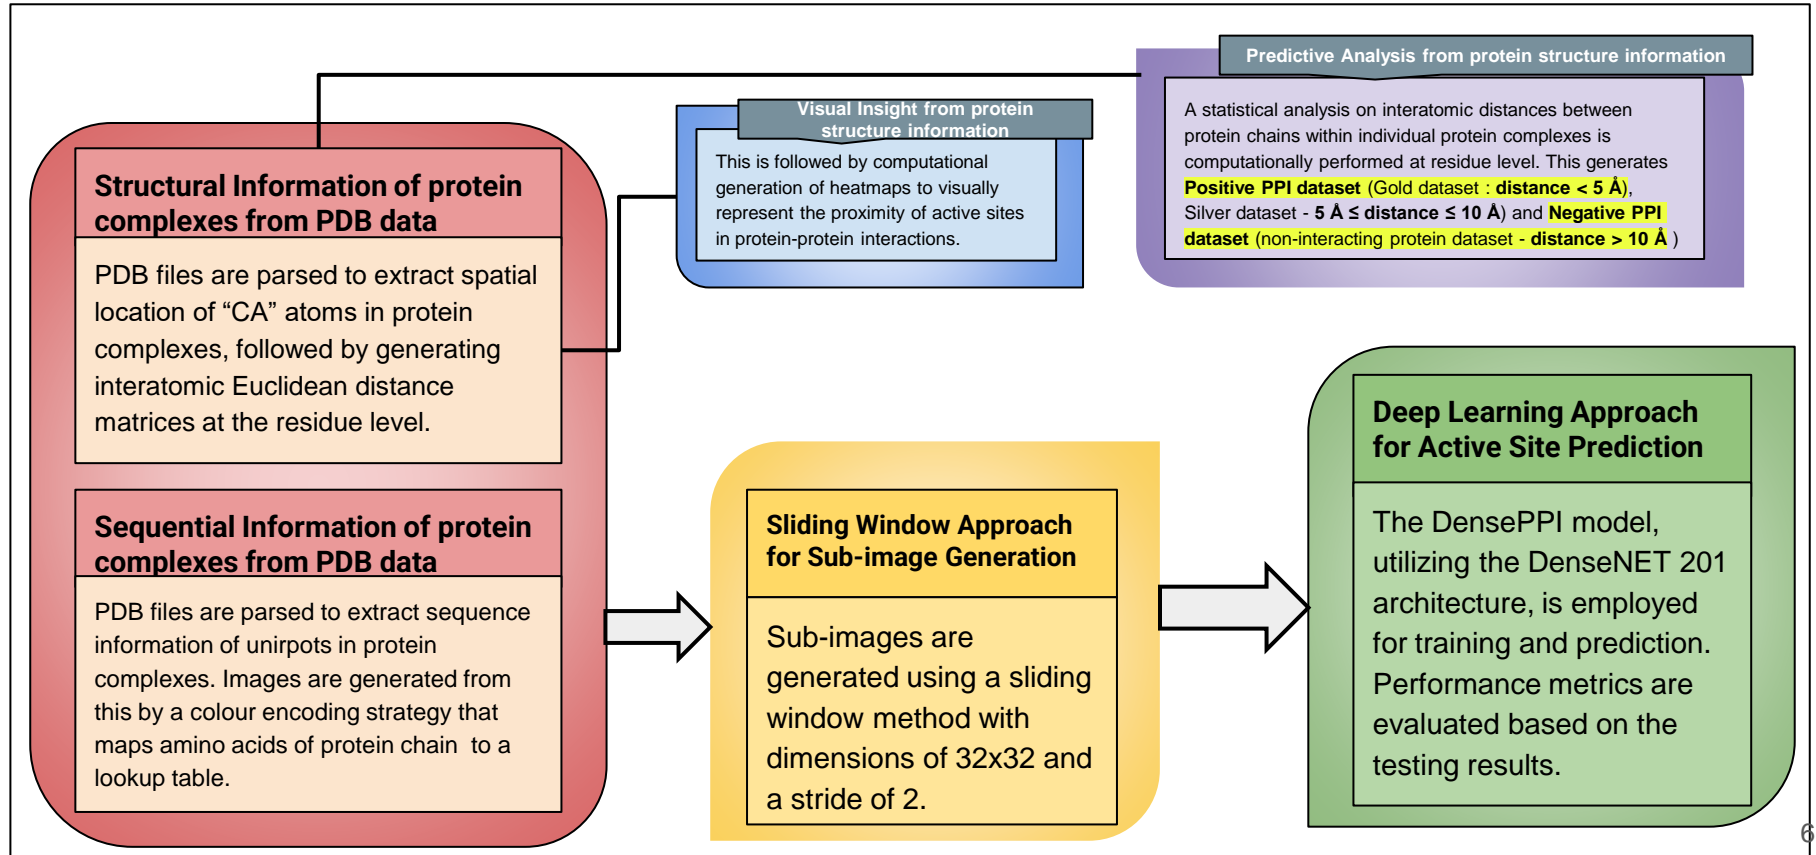 Predictive Analysis from protein structure information
A statistical analysis on interatomic distances between
protein chains within individual protein complexes is
computationally performed at residue level. This generates
Positive PPI dataset (Gold dataset : distance < 5 Å),
Silver dataset - 5 Å ≤ distance ≤ 10 Å) and Negative PPI
dataset (non-interacting protein dataset - distance > 10 Å )
Visual Insight from protein
structure information
This is followed by computational
generation of heatmaps to visually
represent the proximity of active sites
in protein-protein interactions.
Structural Information of protein
complexes from PDB data
PDB files are parsed to extract spatial
location of “CA” atoms in protein
complexes, followed by generating
interatomic Euclidean distance
matrices at the residue level.
Sequential Information of protein
complexes from PDB data
PDB files are parsed to extract sequence
information of unirpots in protein
complexes. Images are generated from
this by a colour encoding strategy that
maps amino acids of protein chain to a
lookup table.
Sliding Window Approach
for Sub-image Generation
Sub-images are
generated using a sliding
window method with
dimensions of 32x32 and
a stride of 2.
Deep Learning Approach
for Active Site Prediction
The DensePPI model,
utilizing the DenseNET 201
architecture, is employed
for training and prediction.
Performance metrics are
evaluated based on the
testing results.
6